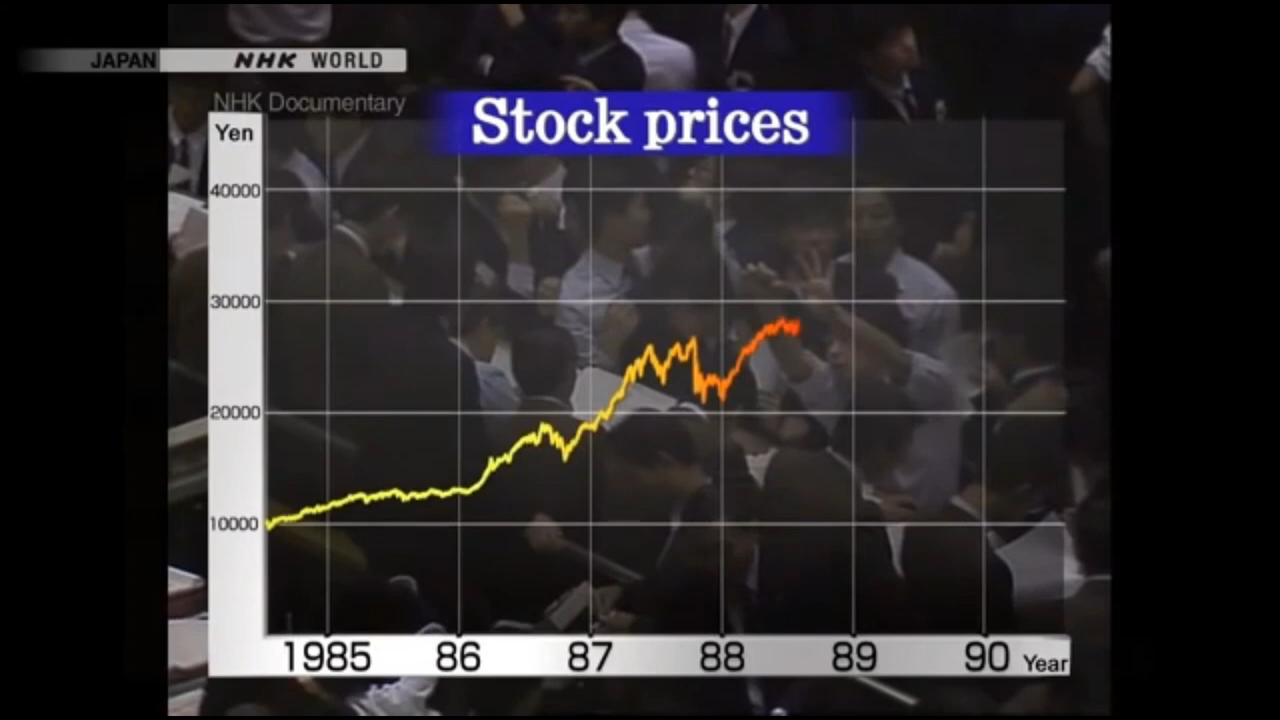 JAPAN NHK WORLD
NHK Documentary
Stock prices
Yen
40000
30000
20000
10000
1985 86 87 88 89 90 Year